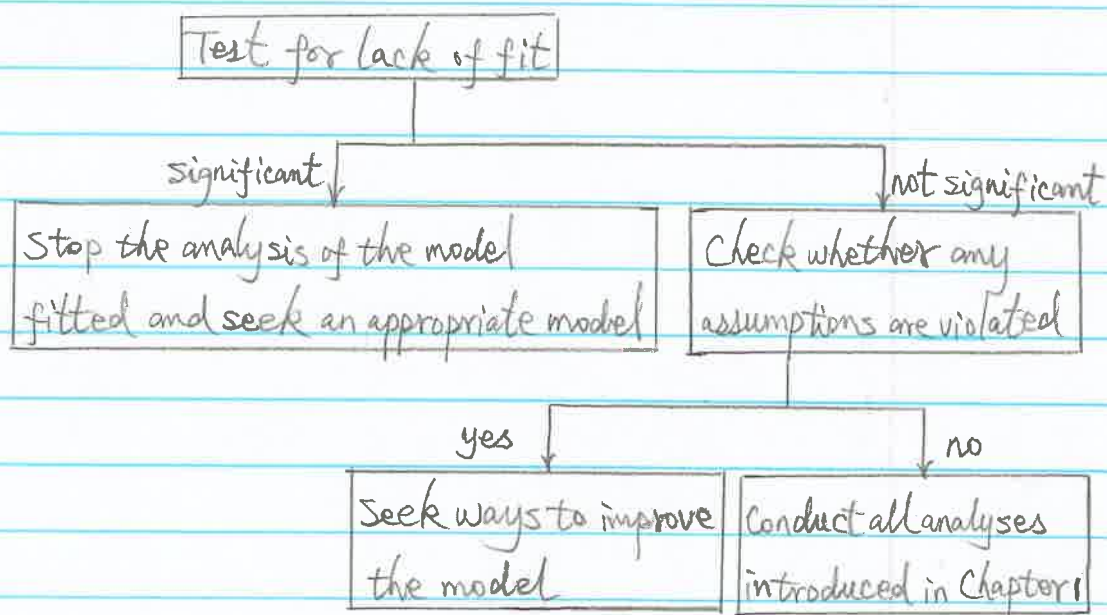 Test for lack of fit
significant
not significant
Stop the analysis of the model
fitted and seek an appropriate model
Check whether any
assumptions are violated
yes
no
Seek ways to improve
the model
Conduct all analyses
introduced in Chapter 1